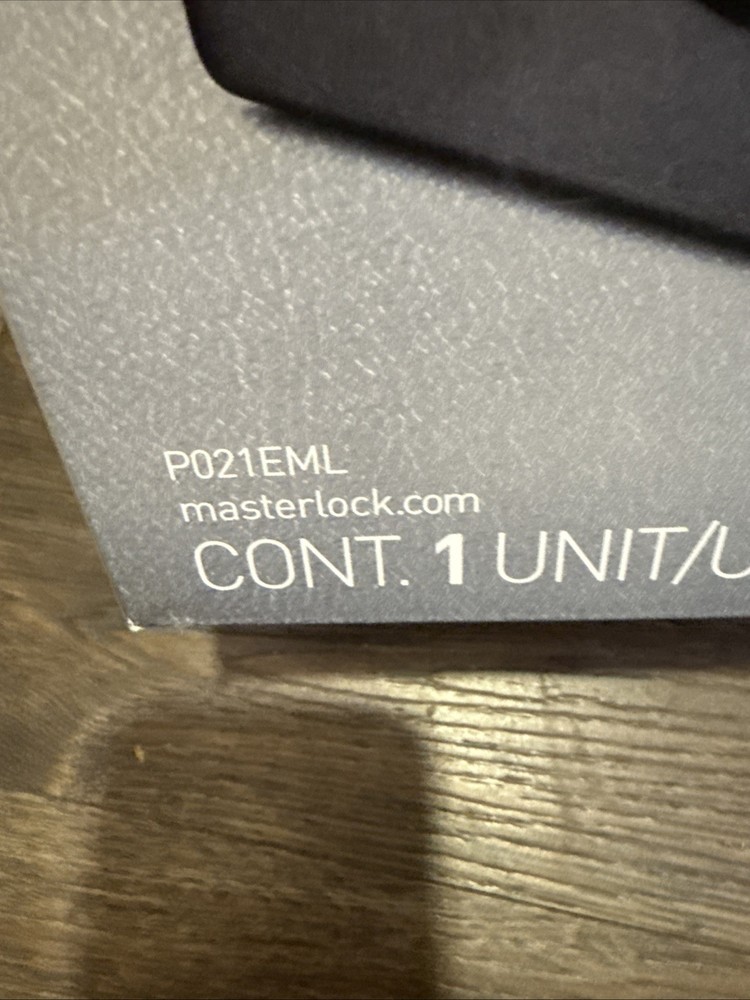 P021EML
masterlock.com
CONT. 1 UNIT/U